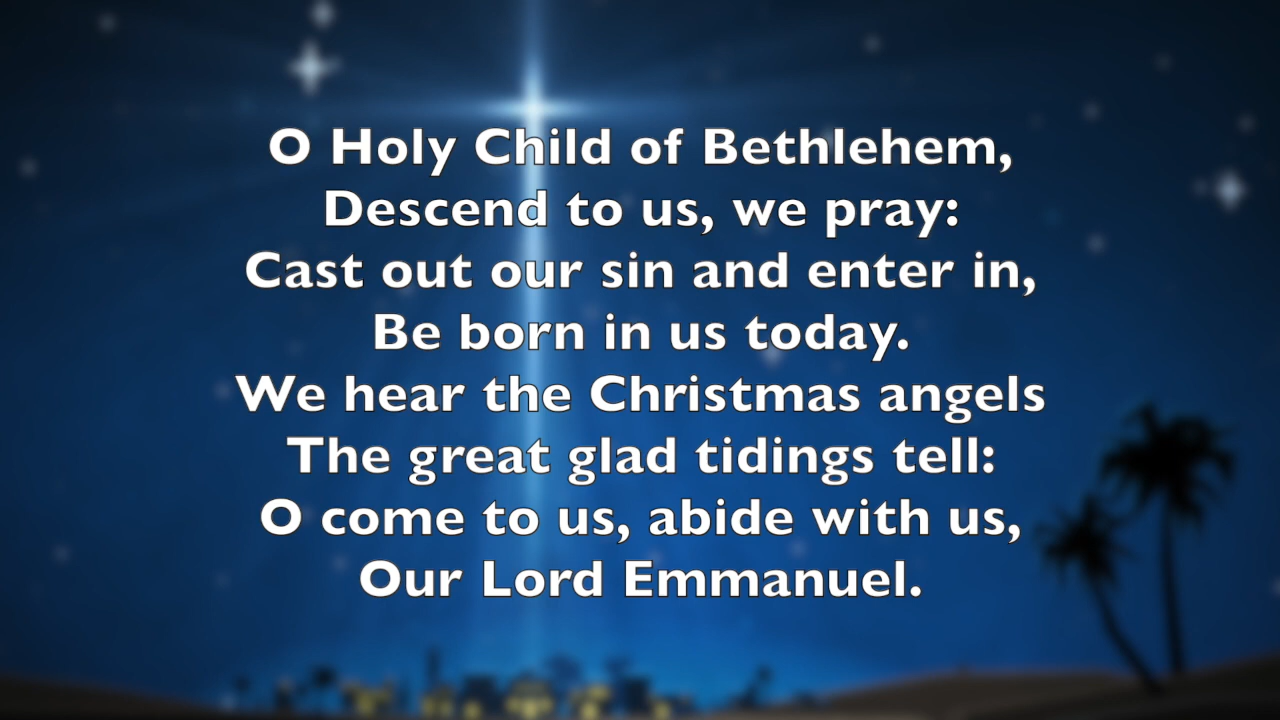 O Holy Child of Bethlehem,
Descend to us, we pray:
Cast out our sin and enter in,
Be born in us today.
We hear the Christmas angels
The great glad tidings tell:
O come to us, abide with us,
Our Lord Emmanuel.